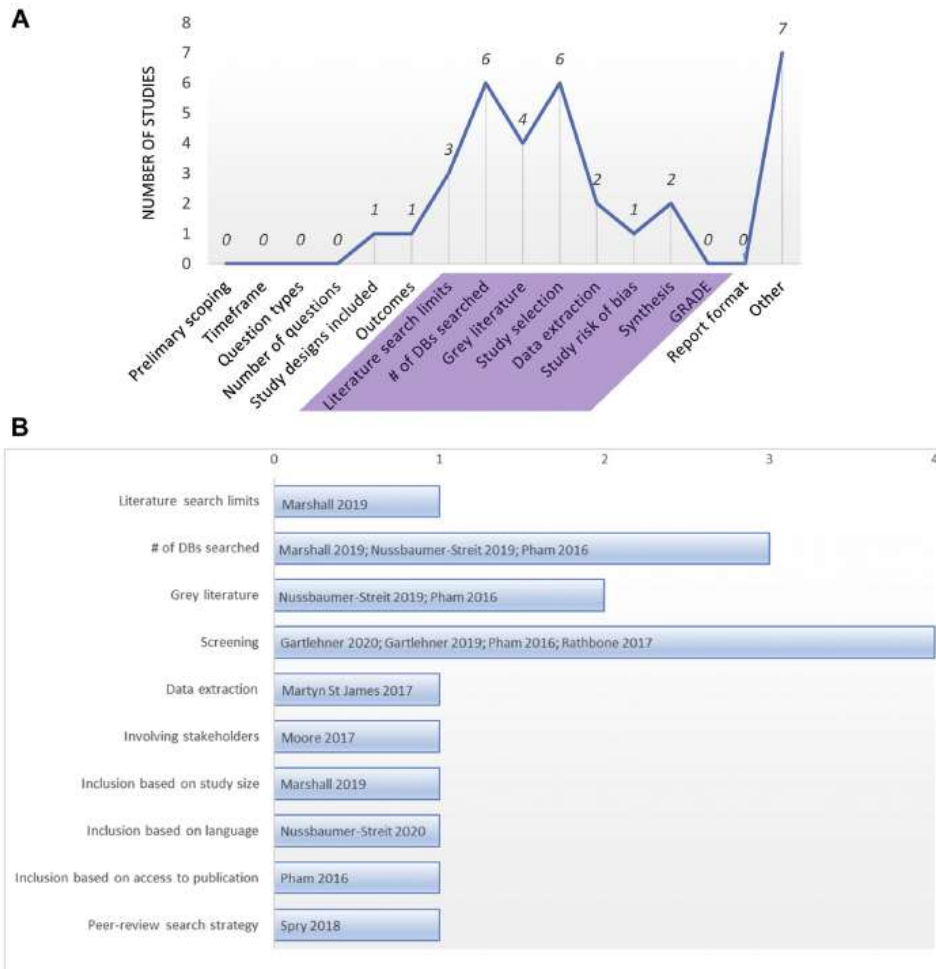 A
NUMBER OF STUDIES
8
7
6
5
4
3
2
1
0
0
0
0
0
1
1
3
6
4
6
2
1
2
0
0
7
Prelimary scoping
Timeframe
Question types
Number of questions
Study designs included
Outcomes
Literature search limits
# of DBs searched
Grey literature
Study selection
Data extraction
Study risk of bias
Synthesis
GRADE
Report format
Other
B
0 1 2 3 4
Literature search limits Marshall 2019
# of DBs searched Marshall 2019; Nussbaumer-Streit 2019; Pham 2016
Grey literature Nussbaumer-Streit 2019; Pham 2016
Screening Gartlehner 2020; Gartlehner 2019; Pham 2016; Rathbone 2017
Data extraction Martyn St James 2017
Involving stakeholders Moore 2017
Inclusion based on study size Marshall 2019
Inclusion based on language Nussbaumer-Streit 2020
Inclusion based on access to publication Pham 2016
Peer-review search strategy Spry 2018